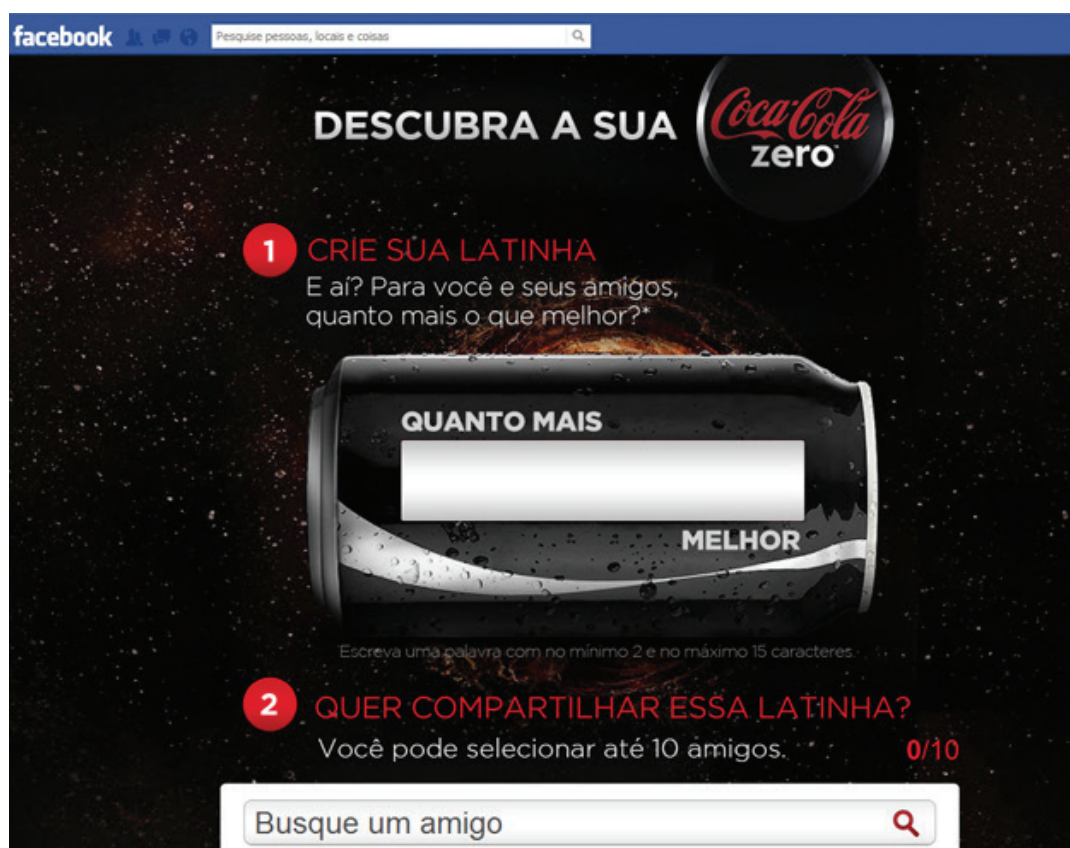 facebook
Pesquise pessoas, locais e coisas
DESCUBRA A SUA
Coca-Cola
zero™
1 CRIE SUA LATINHA
E aí? Para você e seus amigos,
quanto mais o que melhor?*
QUANTO MAIS
MELHOR
*Escreva uma palavra com no mínimo 2 e no máximo 15 caracteres.
2 QUER COMPARTILHAR ESSA LATINHA?
Você pode selecionar até 10 amigos.
0/10
Busque um amigo